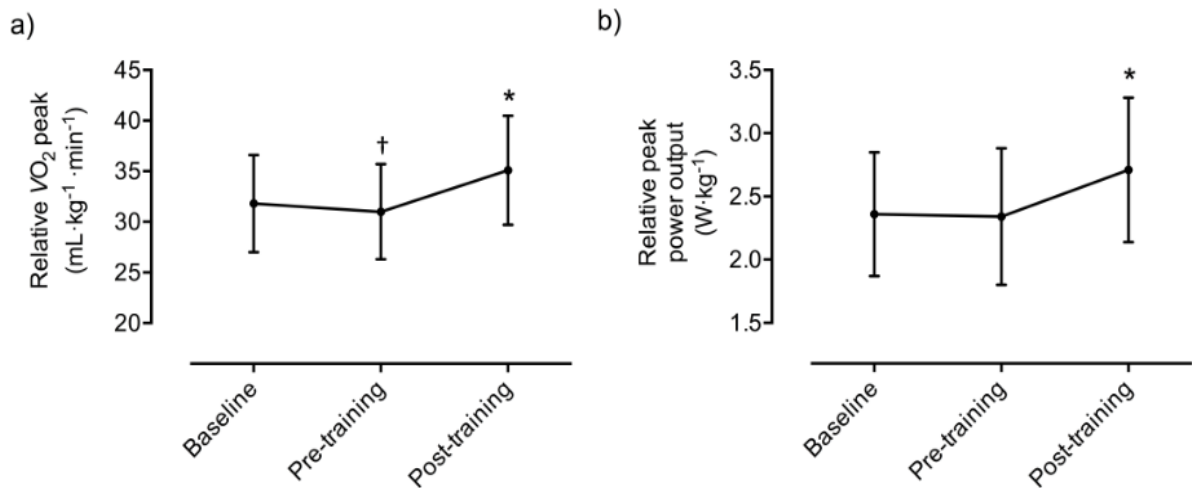 a)
Relative VO₂ peak
(mL·kg⁻¹ ·min⁻¹)
45
40
35
30
25
20
†
*
Baseline
Pre-training
Post-training
b)
Relative peak
power output
(W·kg⁻¹)
3.5
3.0
2.5
2.0
1.5
*
Baseline
Pre-training
Post-training